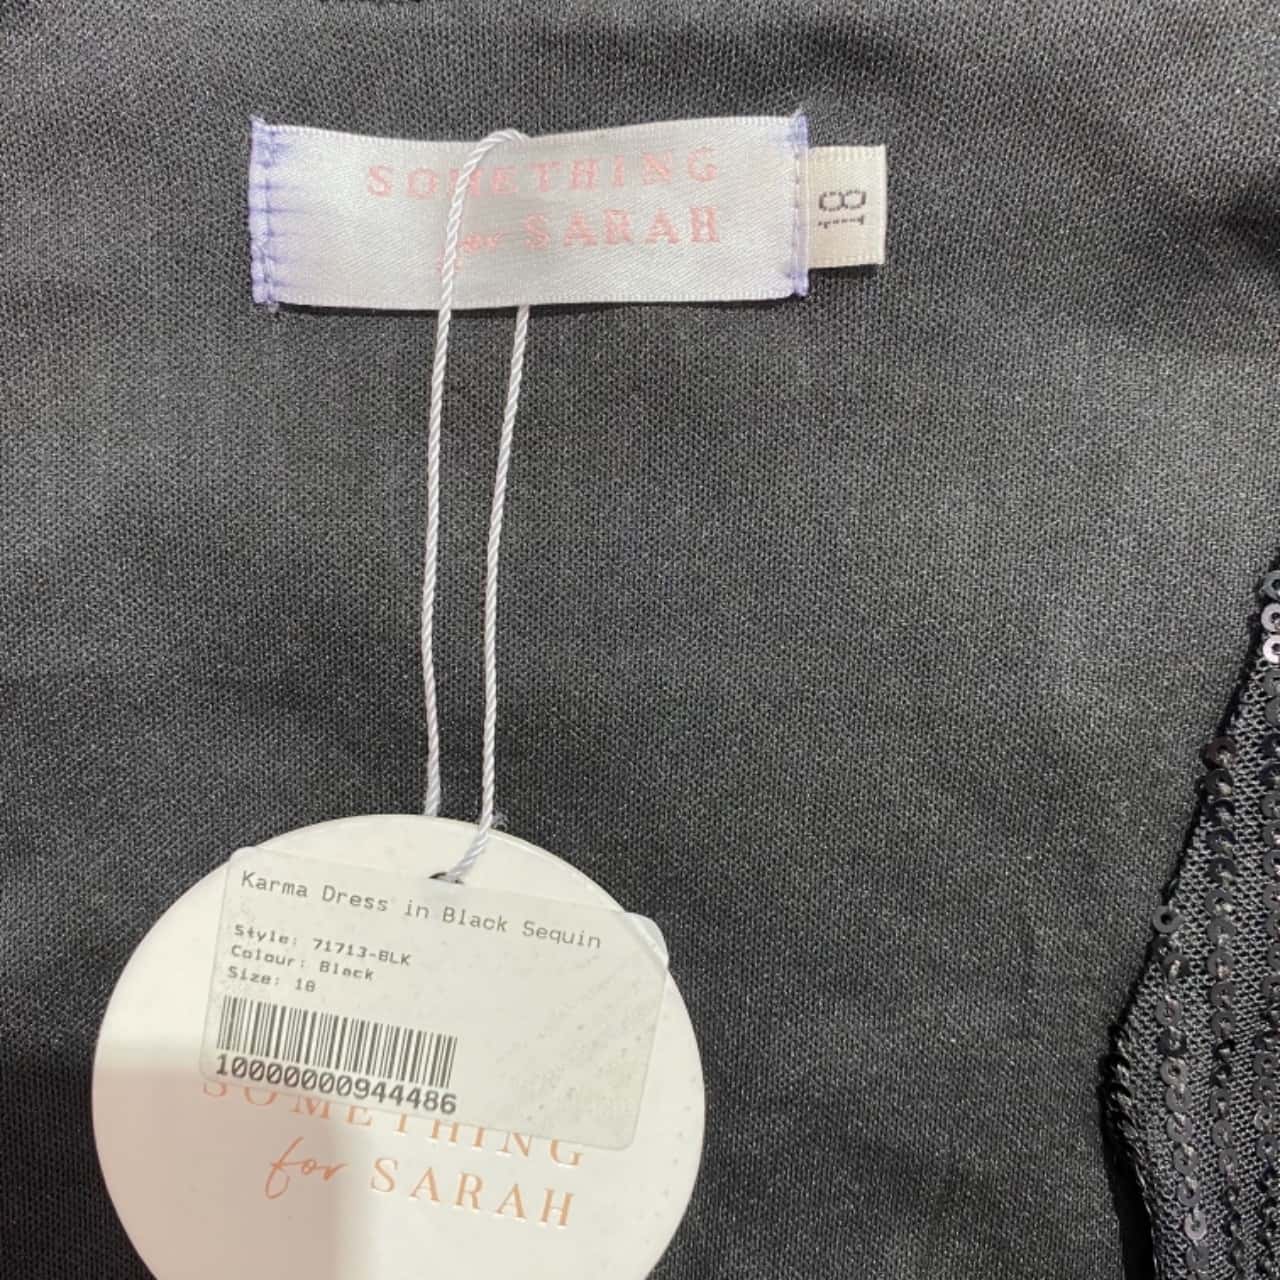 SOMETHING
for SARAH
18
Karma Dress in Black Sequin
Style: 71713-BLK
Colour: Black
Size: 18
10000000944486
SOMETHING
for SARAH